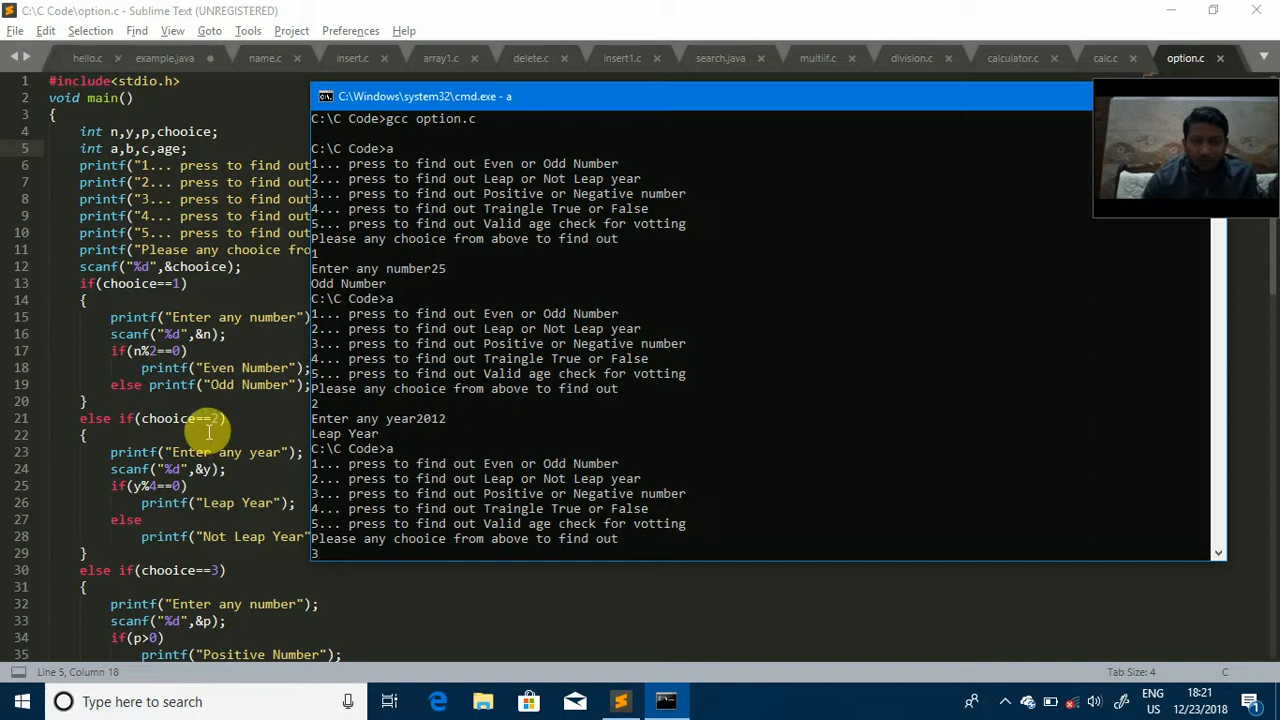 C:\C Code\option.c - Sublime Text (UNREGISTERED)
File Edit Selection Find View Goto Tools Project Preferences Help
hello.c example.java name.c insert.c array1.c delete.c insert1.c search.java multiif.c division.c calculator.c calc.c option.c
1 #include<stdio.h>
2 void main()
3 {
4 int n,y,p,chooice;
5 int a,b,c,age;
6 printf("1... press to find out
7 printf("2... press to find out
8 printf("3... press to find out
9 printf("4... press to find out
10 printf("5... press to find out
11 printf("Please any chooice fro
12 scanf("%d",&chooice);
13 if(chooice==1)
14 {
15 printf("Enter any number")
16 scanf("%d",&n);
17 if(n%2==0)
18 printf("Even Number");
19 else printf("Odd Number");
20 }
21 else if(chooice==2)
22 {
23 printf("Enter any year");
24 scanf("%d",&y);
25 if(y%4==0)
26 printf("Leap Year");
27 else
28 printf("Not Leap Year"
29 }
30 else if(chooice==3)
31 {
32 printf("Enter any number");
33 scanf("%d",&p);
34 if(p>0)
35 printf("Positive Number");
C:\Windows\system32\cmd.exe - a
C:\C Code>gcc option.c
C:\C Code>a
1... press to find out Even or Odd Number
2... press to find out Leap or Not Leap year
3... press to find out Positive or Negative number
4... press to find out Traingle True or False
5... press to find out Valid age check for votting
Please any chooice from above to find out
1
Enter any number25
Odd Number
C:\C Code>a
1... press to find out Even or Odd Number
2... press to find out Leap or Not Leap year
3... press to find out Positive or Negative number
4... press to find out Traingle True or False
5... press to find out Valid age check for votting
Please any chooice from above to find out
2
Enter any year2012
Leap Year
C:\C Code>a
1... press to find out Even or Odd Number
2... press to find out Leap or Not Leap year
3... press to find out Positive or Negative number
4... press to find out Traingle True or False
5... press to find out Valid age check for votting
Please any chooice from above to find out
3
Line 5, Column 18 Tab Size: 4 C
Type here to search
ENG
US
18:21
12/23/2018
1